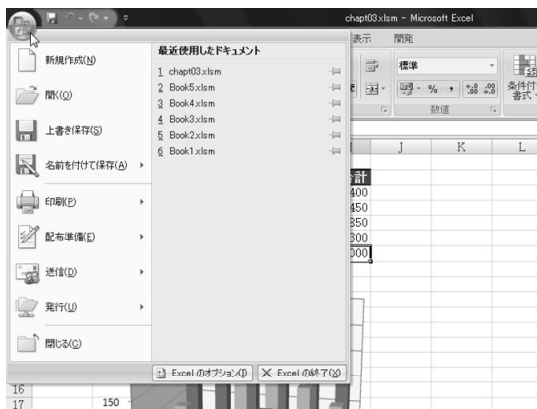 chapt03.xlsm - Microsoft Excel
表示 開発
新規作成(N)
開く(O)
上書き保存(S)
名前を付けて保存(A)
印刷(P)
配布準備(E)
送信(D)
発行(U)
閉じる(C)
最近使用したドキュメント
1 chapt03.xlsm
2 Book5.xlsm
3 Book4.xlsm
4 Book3.xlsm
5 Book2.xlsm
6 Book1.xlsm
Excel のオプション(I) Excel の終了(X)
標準
% ,
数値
条件付
書式
J K L
計
400
450
850
300
000
16
17
150